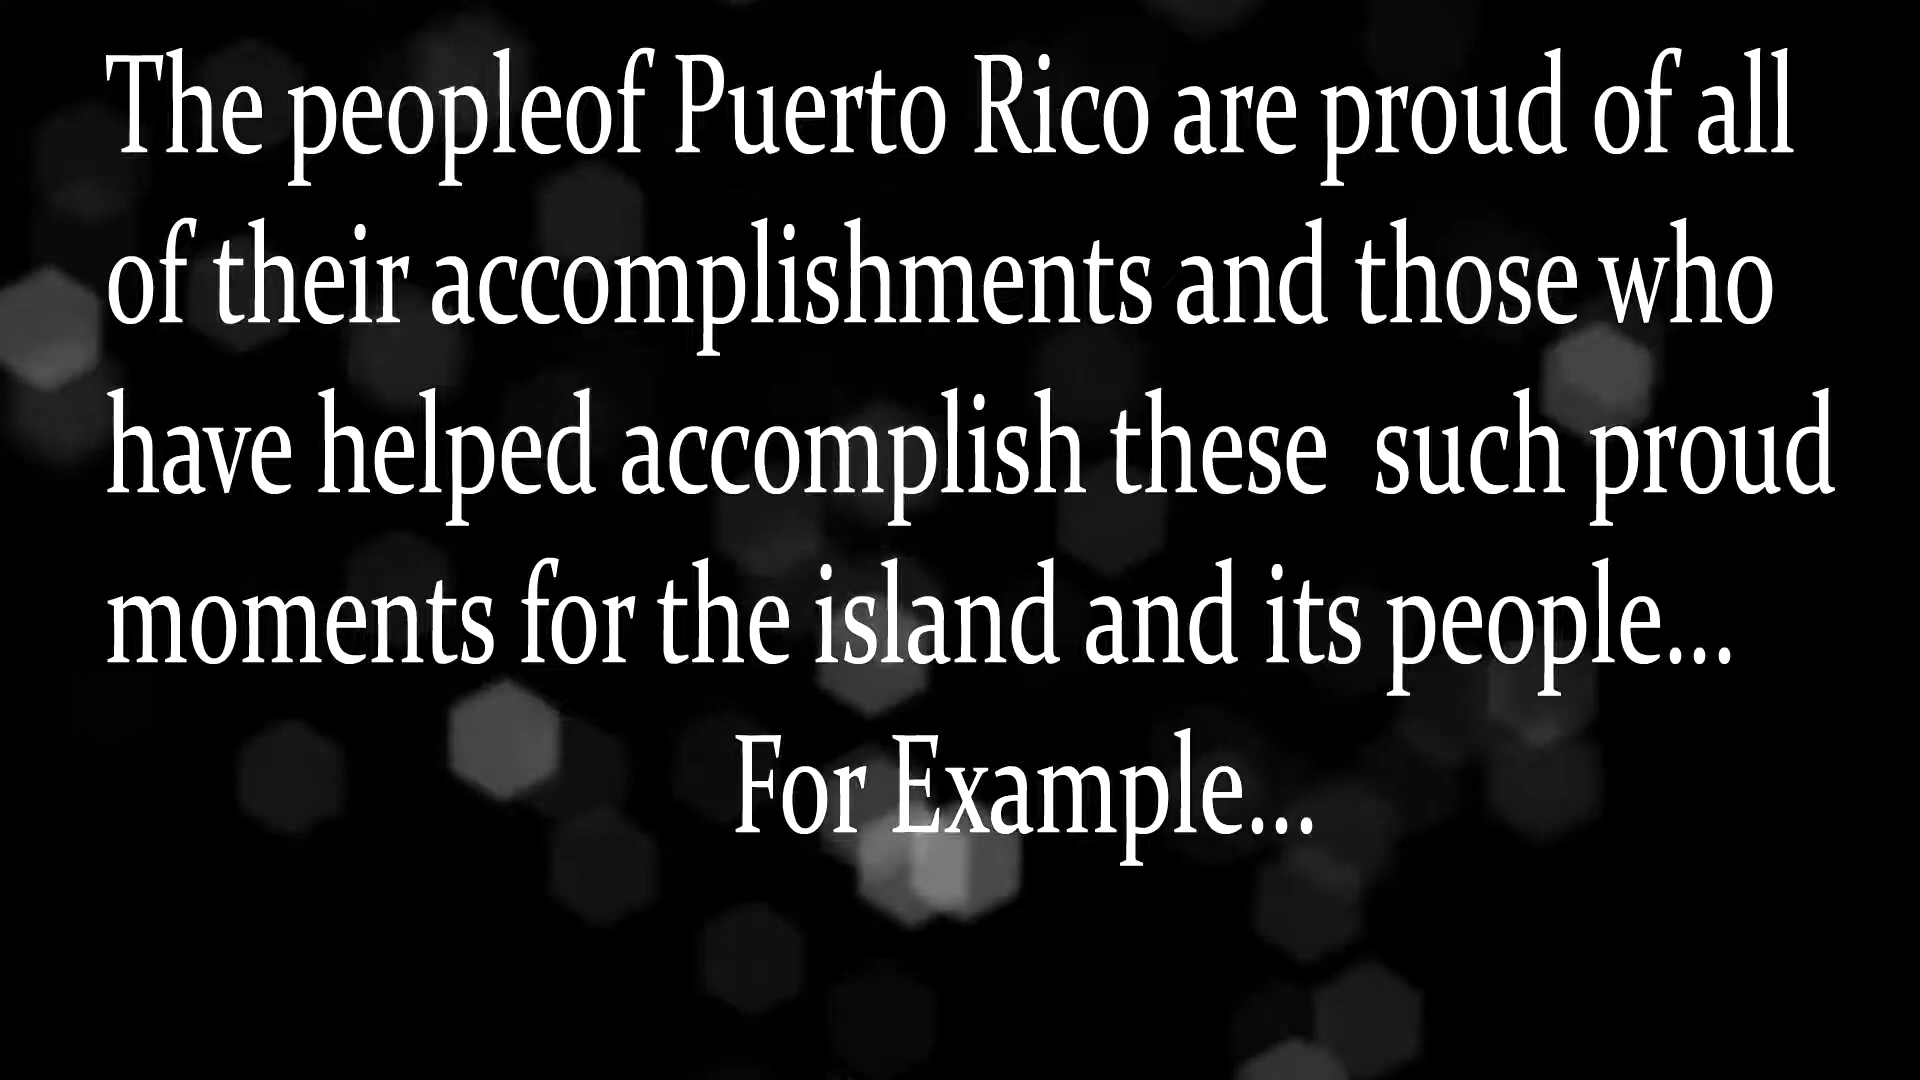 The peopleof Puerto Rico are proud of all
of their accomplishments and those who
have helped accomplish these  such proud
moments for the island and its people...
For Example...